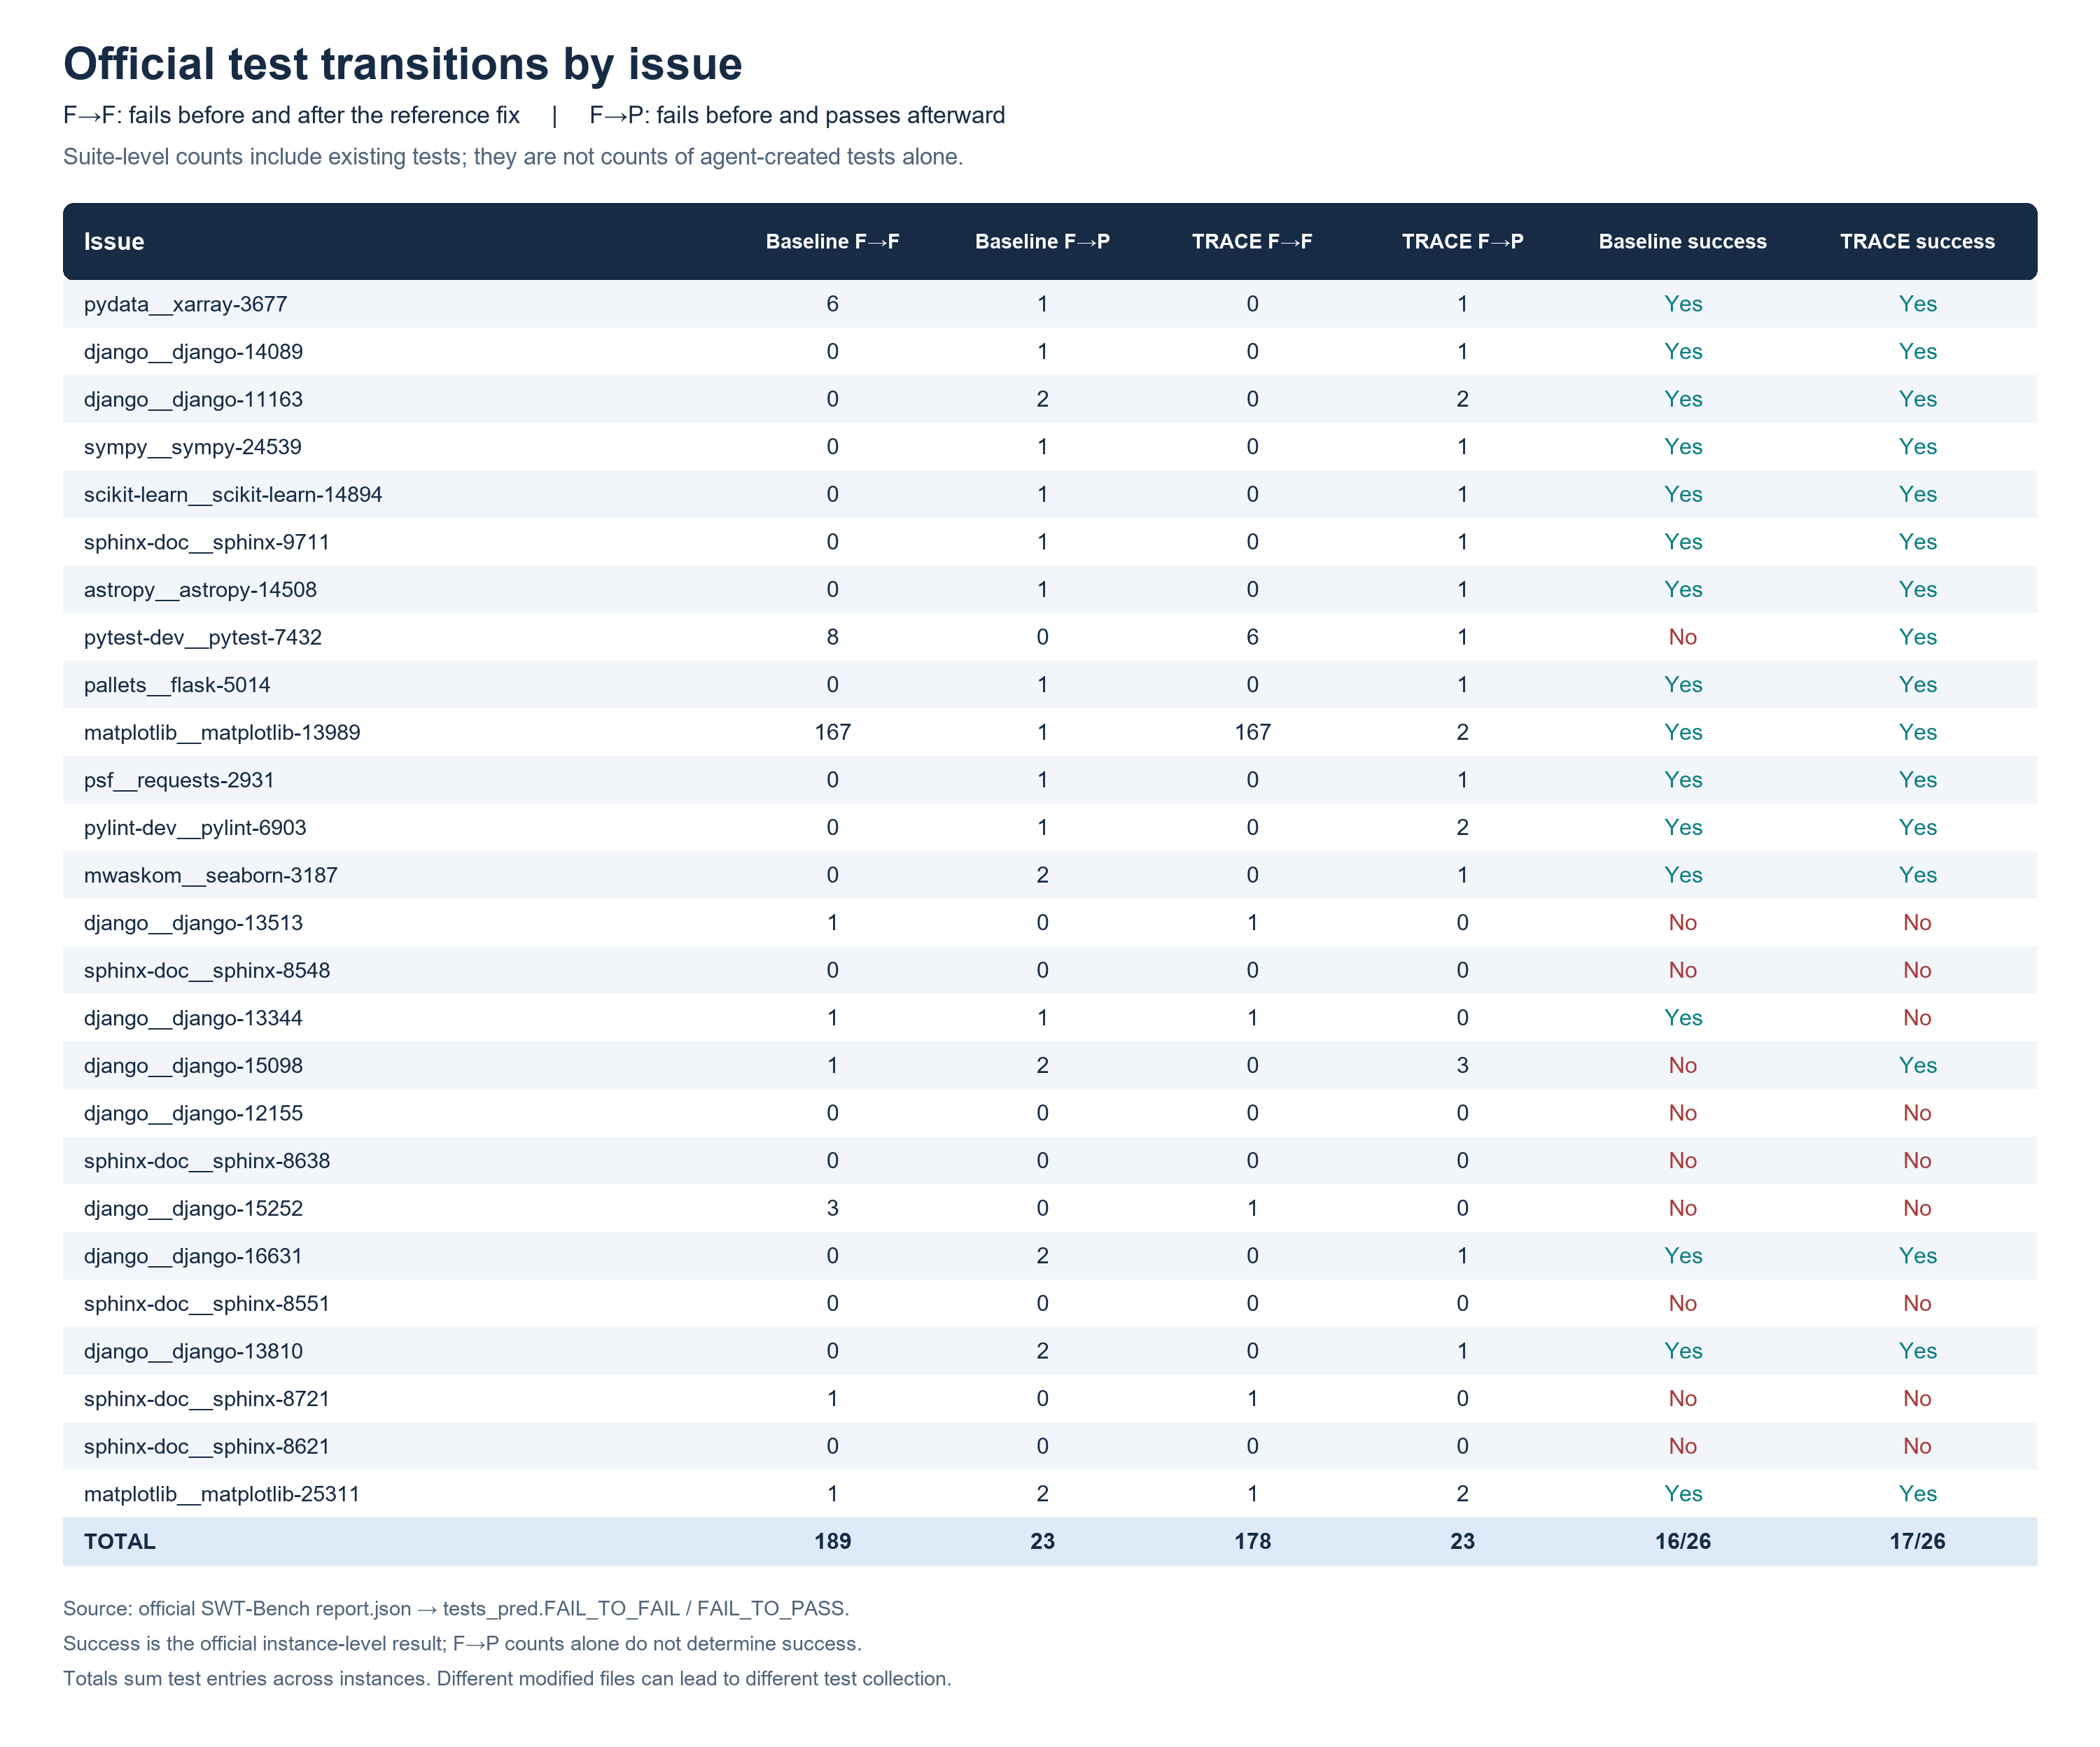 Official test transitions by issue
F→F: fails before and after the reference fix | F→P: fails before and passes afterward
Suite-level counts include existing tests; they are not counts of agent-created tests alone.
Issue Baseline F→F Baseline F→P TRACE F→F TRACE F→P Baseline success TRACE success
pydata__xarray-3677 6 1 0 1 Yes Yes
django__django-14089 0 1 0 1 Yes Yes
django__django-11163 0 2 0 2 Yes Yes
sympy__sympy-24539 0 1 0 1 Yes Yes
scikit-learn__scikit-learn-14894 0 1 0 1 Yes Yes
sphinx-doc__sphinx-9711 0 1 0 1 Yes Yes
astropy__astropy-14508 0 1 0 1 Yes Yes
pytest-dev__pytest-7432 8 0 6 1 No Yes
pallets__flask-5014 0 1 0 1 Yes Yes
matplotlib__matplotlib-13989 167 1 167 2 Yes Yes
psf__requests-2931 0 1 0 1 Yes Yes
pylint-dev__pylint-6903 0 1 0 2 Yes Yes
mwaskom__seaborn-3187 0 2 0 1 Yes Yes
django__django-13513 1 0 1 0 No No
sphinx-doc__sphinx-8548 0 0 0 0 No No
django__django-13344 1 1 1 0 Yes No
django__django-15098 1 2 0 3 No Yes
django__django-12155 0 0 0 0 No No
sphinx-doc__sphinx-8638 0 0 0 0 No No
django__django-15252 3 0 1 0 No No
django__django-16631 0 2 0 1 Yes Yes
sphinx-doc__sphinx-8551 0 0 0 0 No No
django__django-13810 0 2 0 1 Yes Yes
sphinx-doc__sphinx-8721 1 0 1 0 No No
sphinx-doc__sphinx-8621 0 0 0 0 No No
matplotlib__matplotlib-25311 1 2 1 2 Yes Yes
TOTAL 189 23 178 23 16/26 17/26
Source: official SWT-Bench report.json → tests_pred.FAIL_TO_FAIL / FAIL_TO_PASS.
Success is the official instance-level result; F→P counts alone do not determine success.
Totals sum test entries across instances. Different modified files can lead to different test collection.